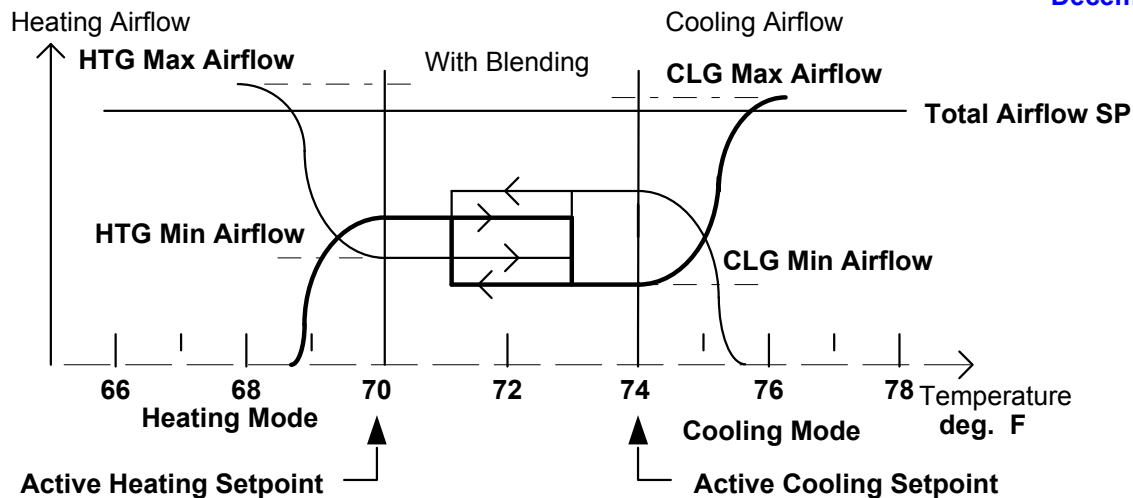 Decem
Heating Airflow
Cooling Airflow
HTG Max Airflow
With Blending
CLG Max Airflow
Total Airflow SP
HTG Min Airflow
CLG Min Airflow
66 68 70 72 74 76 78
Temperature
deg. F
Heating Mode
Cooling Mode
Active Heating Setpoint
Active Cooling Setpoint